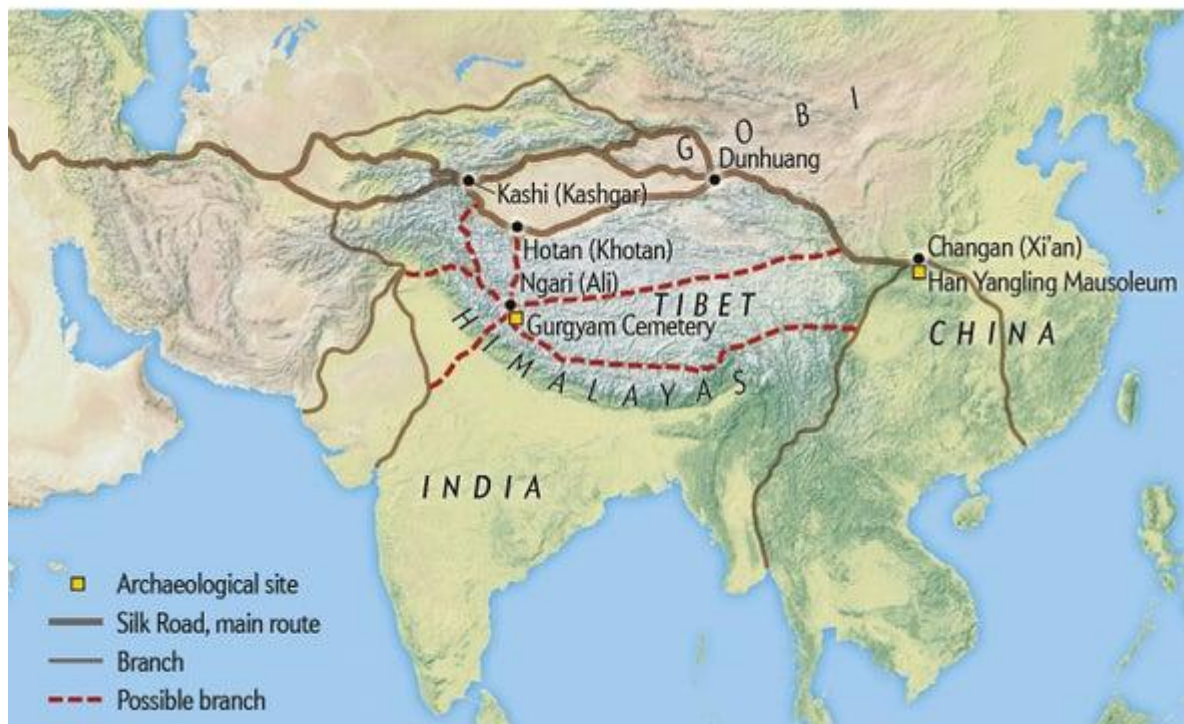 GOBI
Dunhuang
Kashi (Kashgar)
Hotan (Khotan)
Changan (Xi'an)
Han Yangling Mausoleum
Ngari (Ali)
TIBET
Gurgyam Cemetery
CHINA
HIMALAYAS
INDIA
Archaeological site
Silk Road, main route
Branch
Possible branch